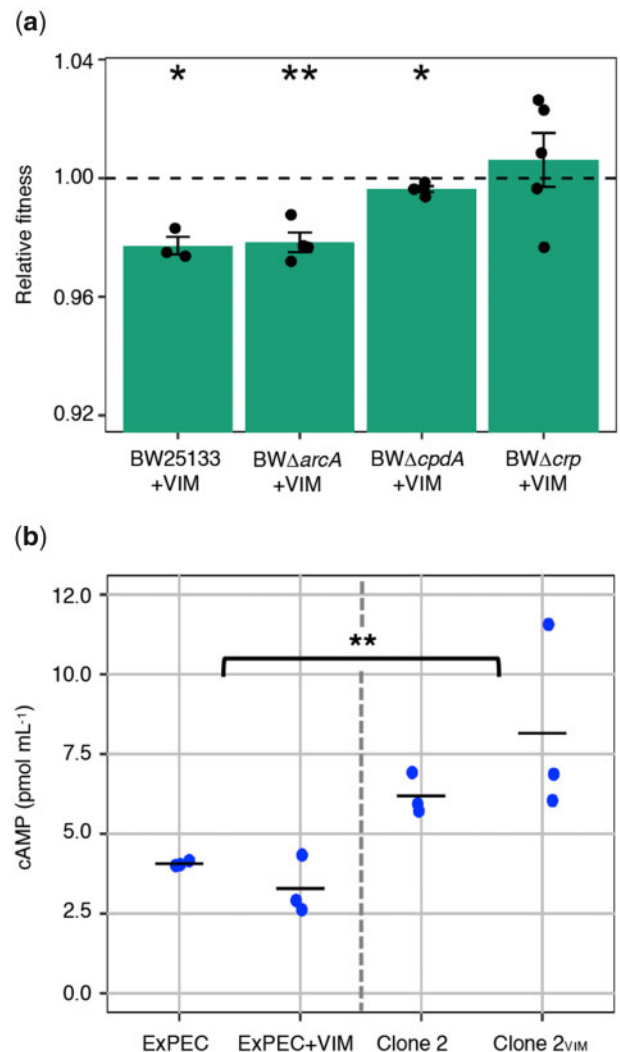 (a)
1.04
1.00
0.96
0.92
Relative fitness
*
**
*
BW25133 +VIM
BWΔarcA +VIM
BWΔcpdA +VIM
BWΔcrp +VIM
(b)
12.0
10.0
7.5
5.0
2.5
0.0
cAMP (pmol mL-1)
**
ExPEC
ExPEC+VIM
Clone 2
Clone 2VIM